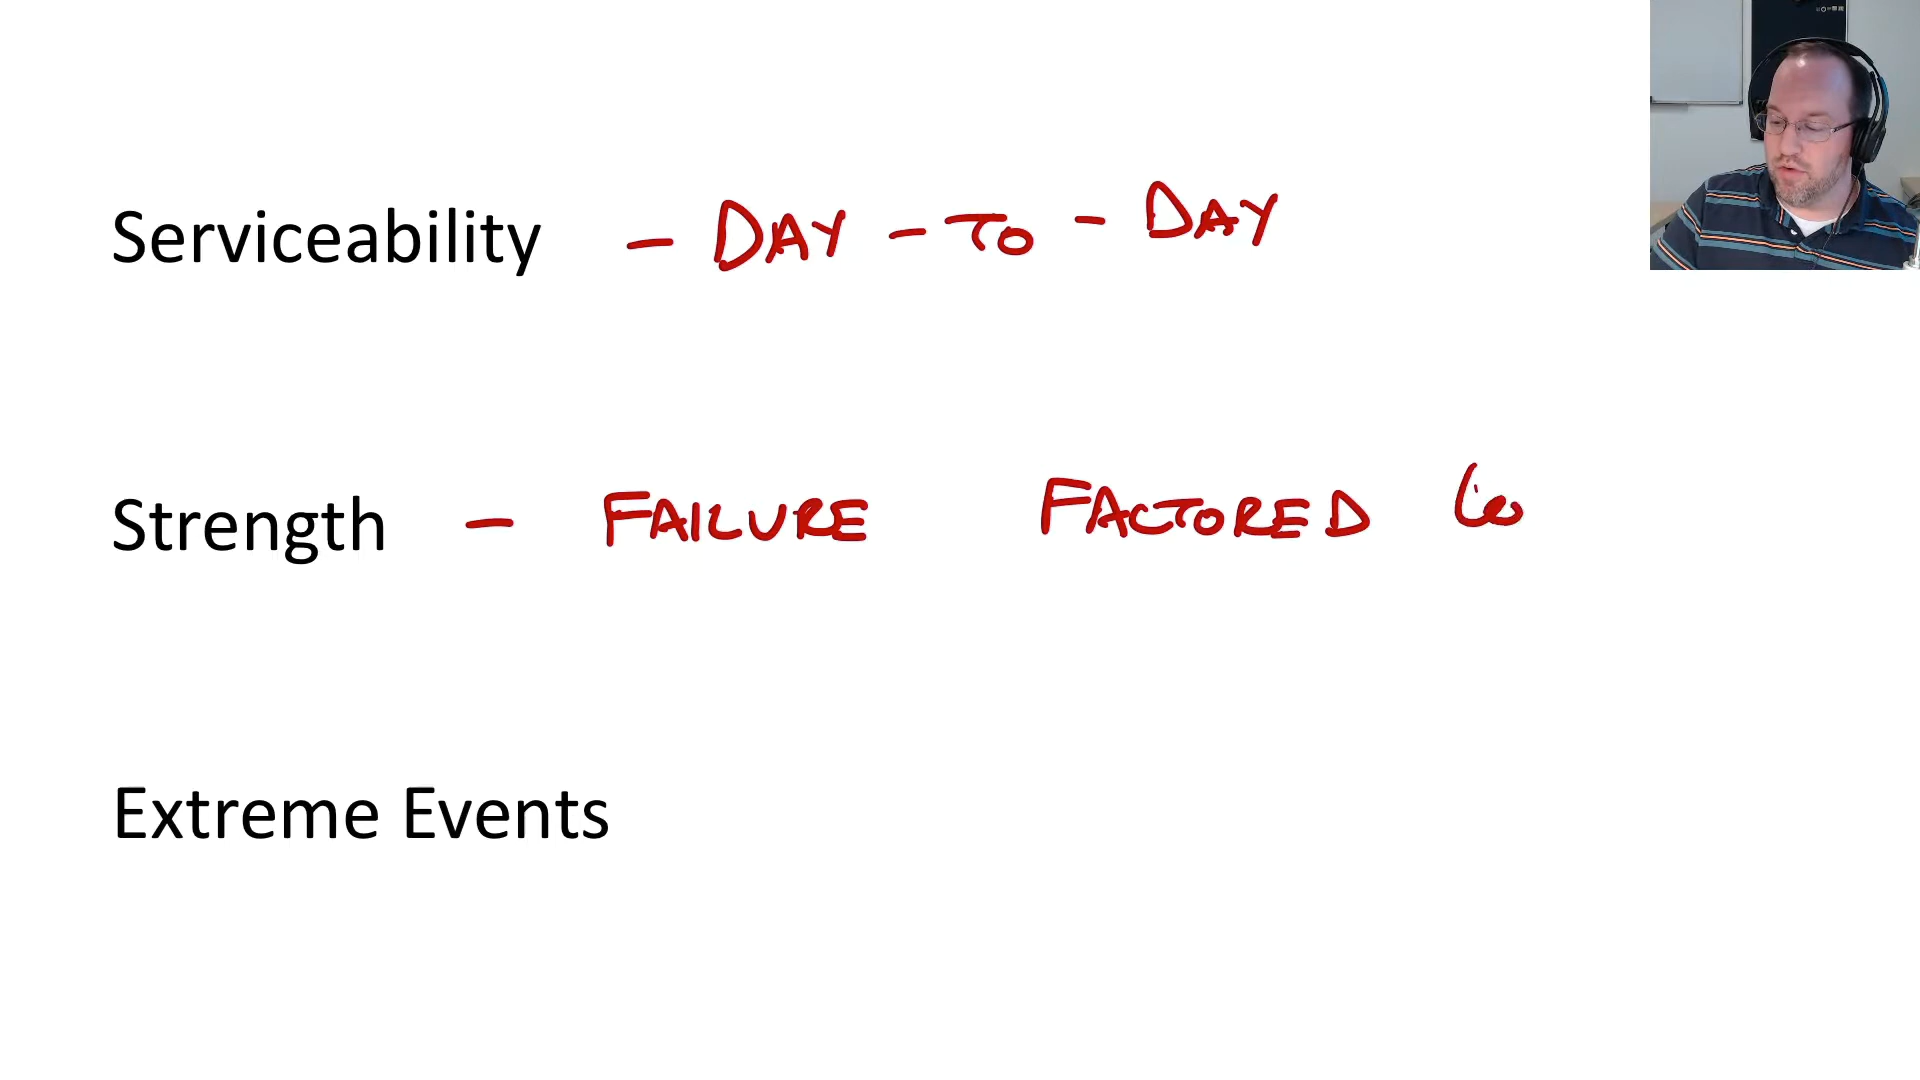 Serviceability - DAY - TO - DAY
Strength - FAILURE FACTORED
Extreme Events